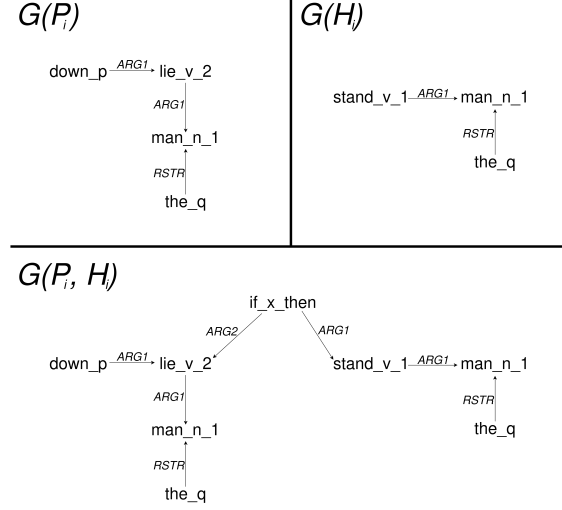 G(Pi)
down_p ARG1 lie_v_2
ARG1
man_n_1
RSTR
the_q
G(Hi)
stand_v_1 ARG1 man_n_1
RSTR
the_q
G(Pi, Hi)
if_x_then
ARG2 ARG1
down_p ARG1 lie_v_2 stand_v_1 ARG1 man_n_1
ARG1 RSTR
man_n_1 the_q
RSTR
the_q